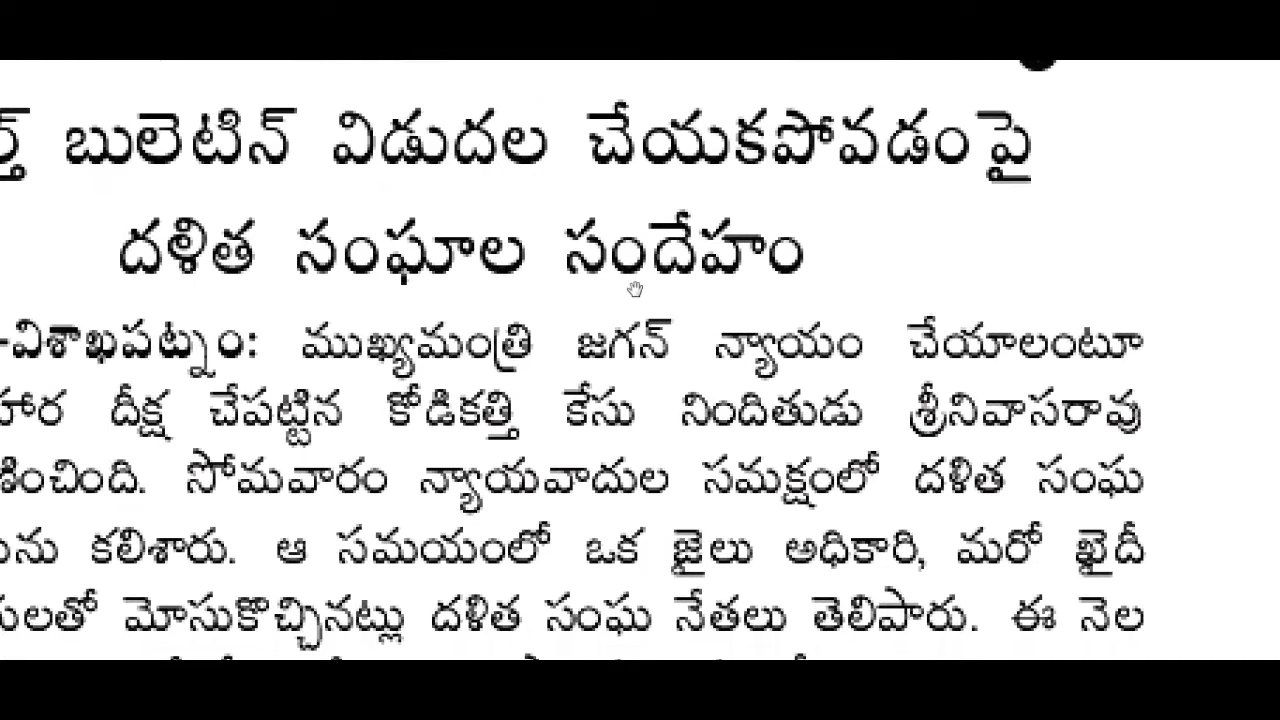 బులెటిన్ విడుదల చేయకపోవడంపై
దళిత సంఘాల సందేహం
-విశాఖపట్నం: ముఖ్యమంత్రి జగన్ న్యాయం చేయాలంటూ
హార దీక్ష చేపట్టిన కోడికత్తి కేసు నిందితుడు శ్రీనివాసరావు
ణించింది. సోమవారం న్యాయవాదుల సమక్షంలో దళిత సంఘ
ను కలిశారు. ఆ సమయంలో ఒక జైలు అధికారి, మరో ఖైదీ
లతో మోసుకొచ్చినట్లు దళిత సంఘ నేతలు తెలిపారు. ఈ నెల